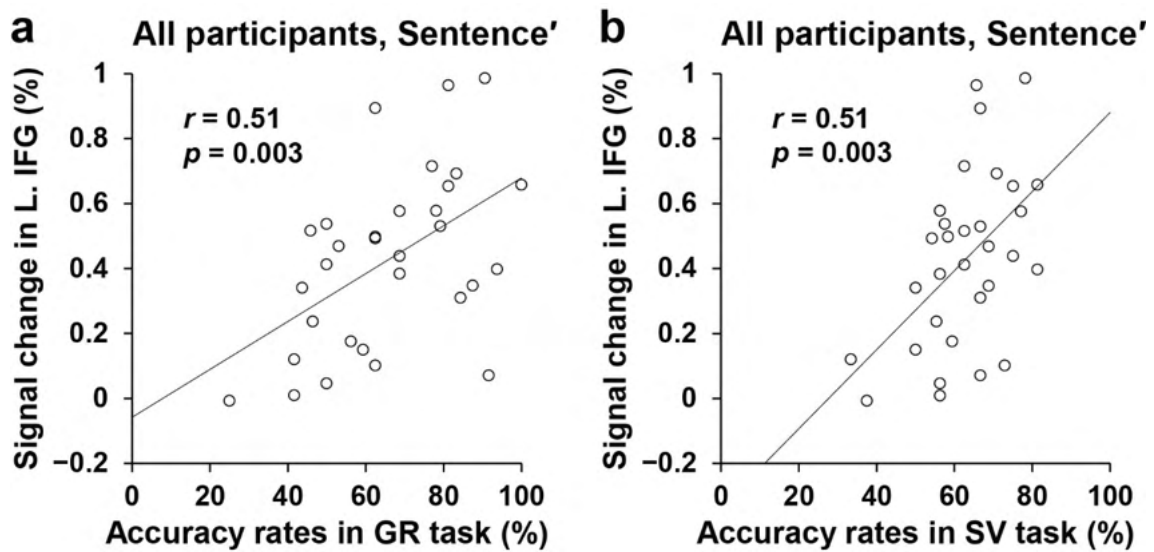 a
All participants, Sentence′
Signal change in L. IFG (%)
1
0.8
0.6
0.4
0.2
0
−0.2
r = 0.51
p = 0.003
0 20 40 60 80 100
Accuracy rates in GR task (%)
b
All participants, Sentence′
Signal change in L. IFG (%)
1
0.8
0.6
0.4
0.2
0
−0.2
r = 0.51
p = 0.003
0 20 40 60 80 100
Accuracy rates in SV task (%)